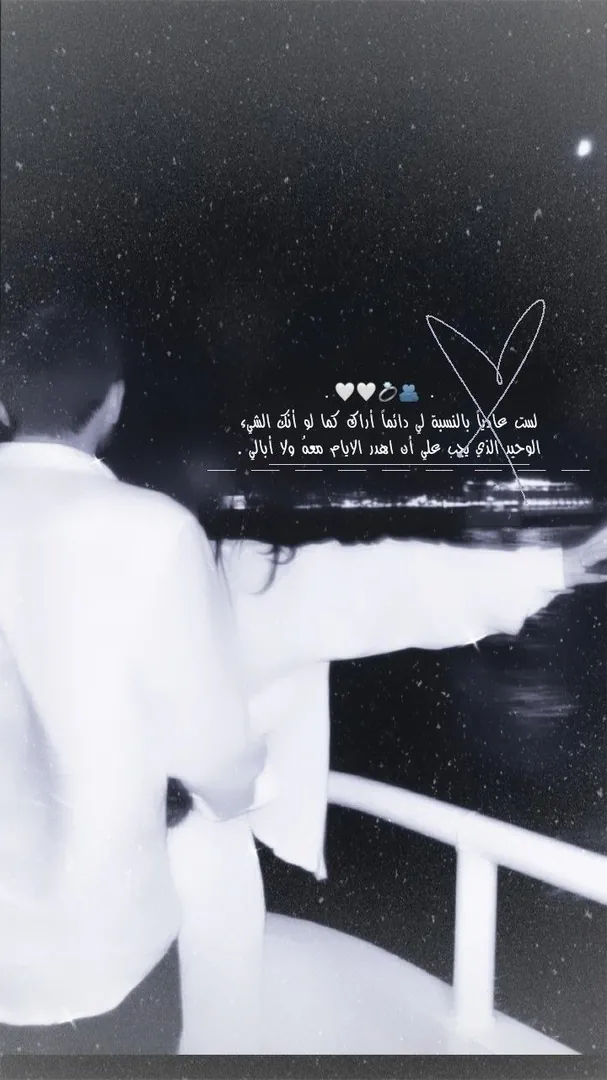 . 🫂💍🤍🤍 .
لست عادياً بالنسبة لي دائماً أراك كما لو أنك الشيء
الوحيد الذي يجب علي أن اهدر الايام معهُ ولا أبالي .